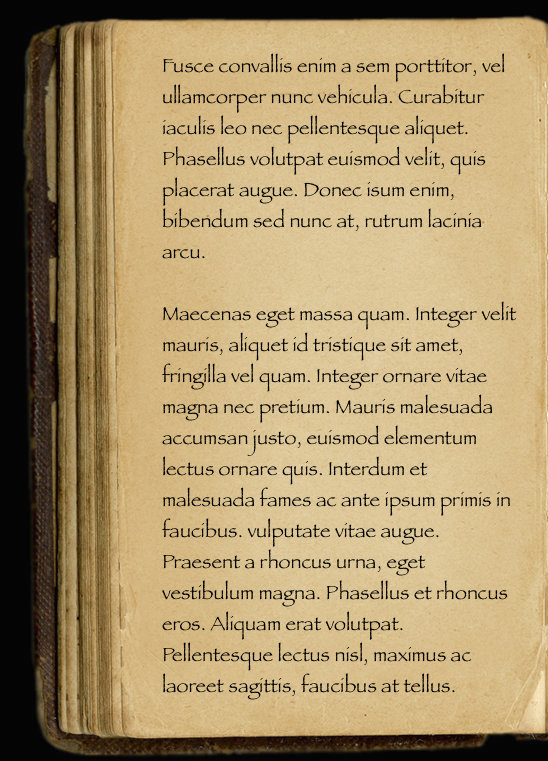 Fusce convallis enim a sem porttitor, vel
ullamcorper nunc vehicula. Curabitur
iaculis leo nec pellentesque aliquet.
Phasellus volutpat euismod velit, quis
placerat augue. Donec isum enim,
bibendum sed nunc at, rutrum lacinia
arcu.

Maecenas eget massa quam. Integer velit
mauris, aliquet id tristique sit amet,
fringilla vel quam. Integer ornare vitae
magna nec pretium. Mauris malesuada
accumsan justo, euismod elementum
lectus ornare quis. Interdum et
malesuada fames ac ante ipsum primis in
faucibus. vulputate vitae augue.
Praesent a rhoncus urna, eget
vestibulum magna. Phasellus et rhoncus
eros. Aliquam erat volutpat.
Pellentesque lectus nisl, maximus ac
laoreet sagittis, faucibus at tellus.